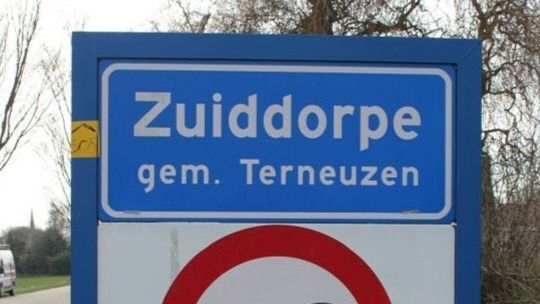 Zuiddorpe
gem. Terneuzen